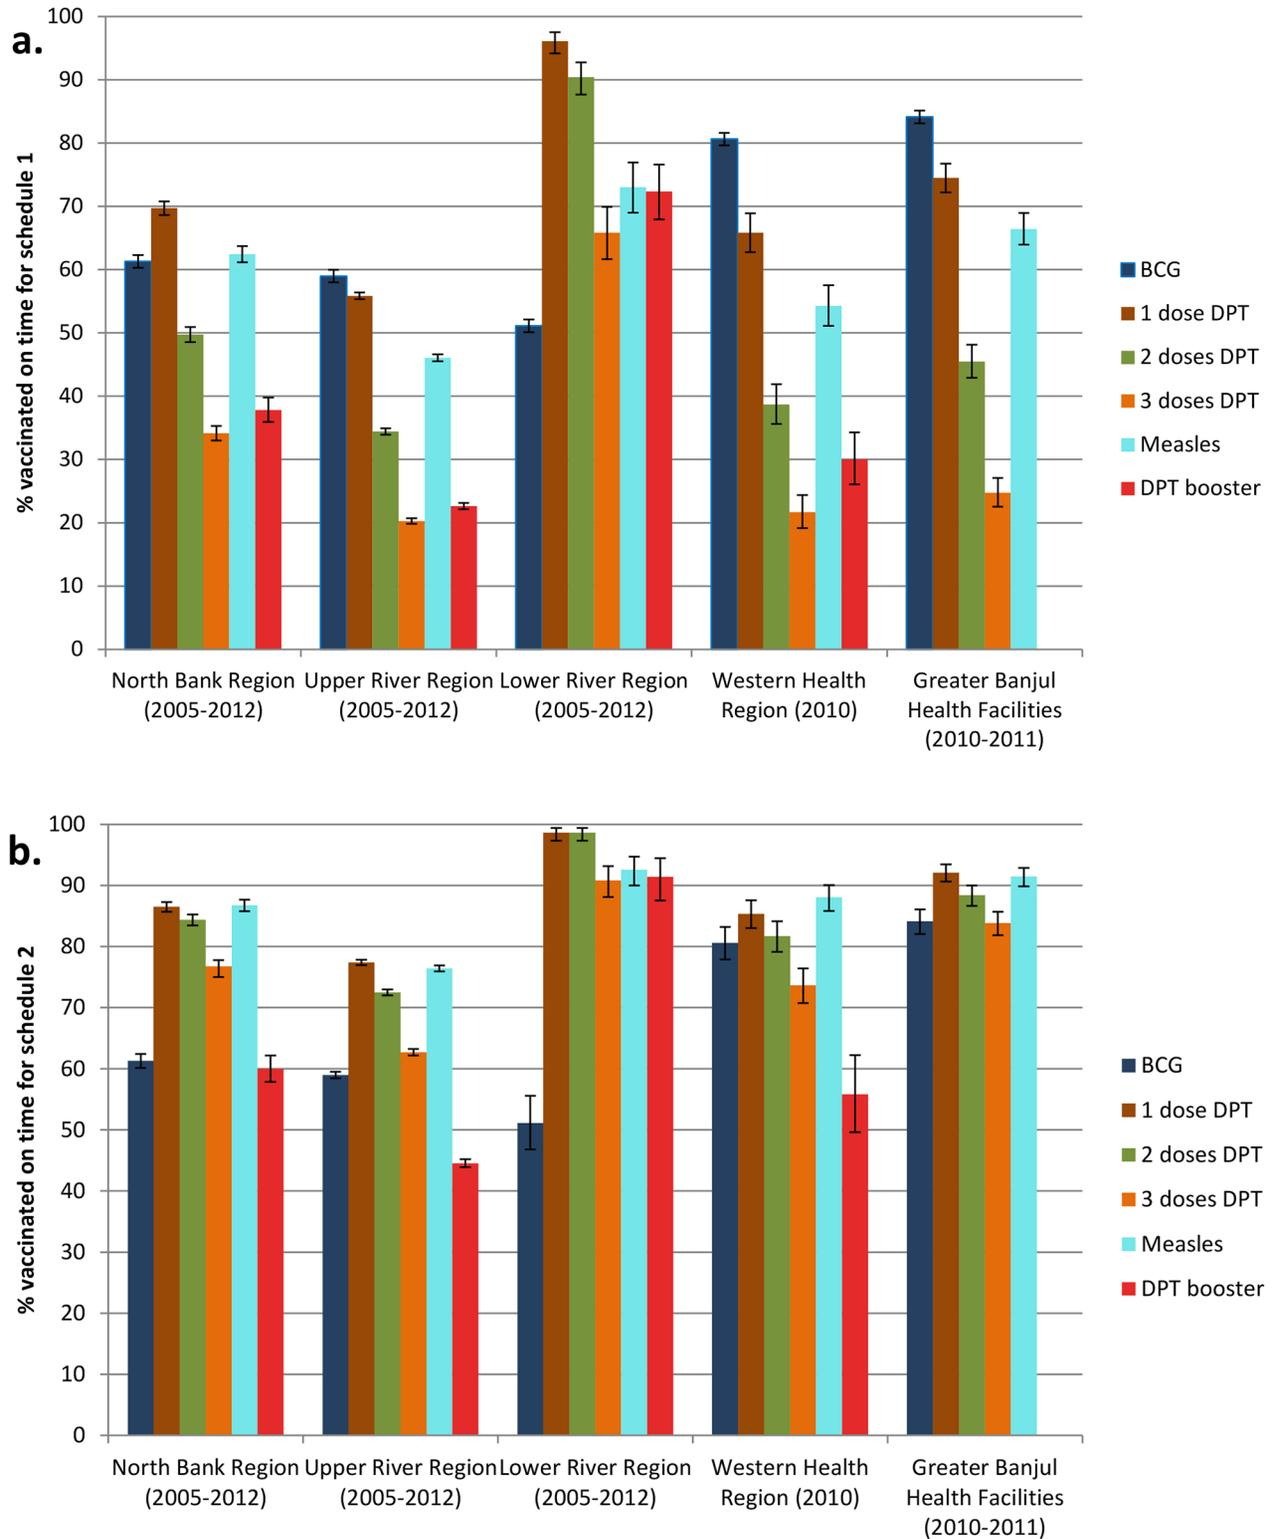 a.
% vaccinated on time for schedule 1
100
90
80
70
60
50
40
30
20
10
0
North Bank Region
(2005-2012)
Upper River Region
(2005-2012)
Lower River Region
(2005-2012)
Western Health
Region (2010)
Greater Banjul
Health Facilities
(2010-2011)
BCG
1 dose DPT
2 doses DPT
3 doses DPT
Measles
DPT booster
b.
% vaccinated on time for schedule 2
100
90
80
70
60
50
40
30
20
10
0
North Bank Region
(2005-2012)
Upper River Region
(2005-2012)
Lower River Region
(2005-2012)
Western Health
Region (2010)
Greater Banjul
Health Facilities
(2010-2011)
BCG
1 dose DPT
2 doses DPT
3 doses DPT
Measles
DPT booster